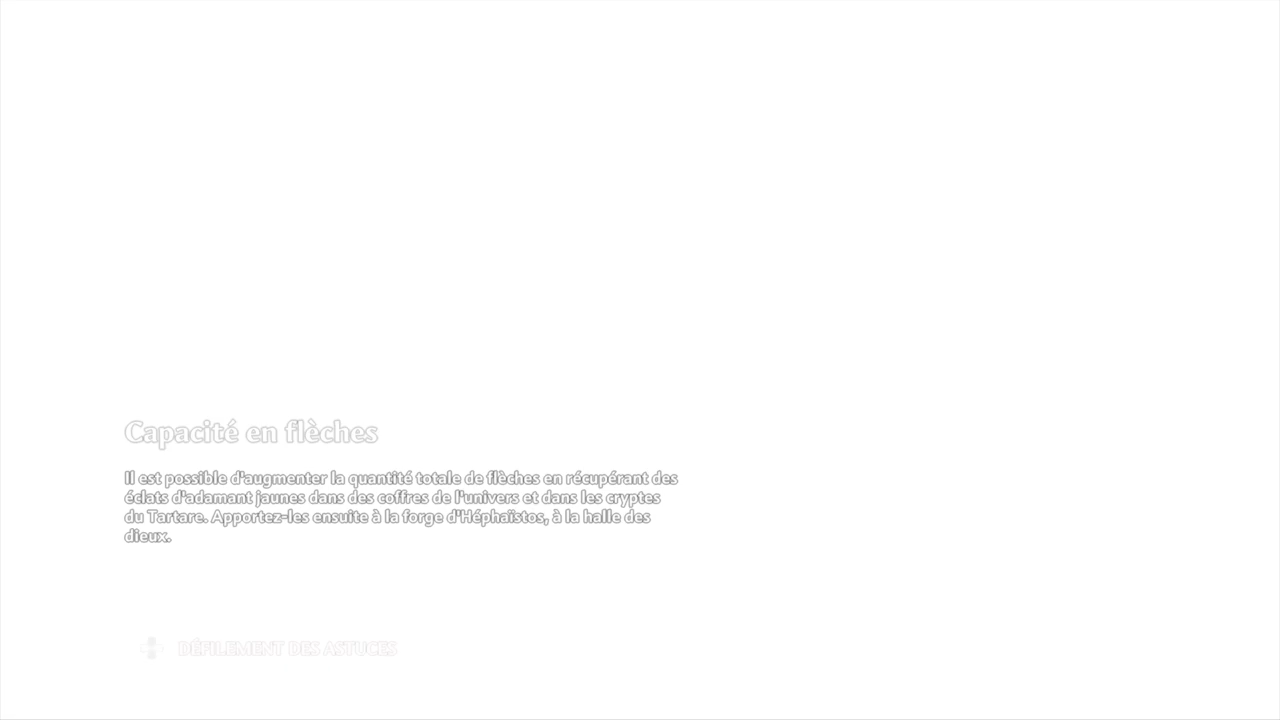 Capacité en flèches
Il est possible d'augmenter la quantité totale de flèches en récupérant des
éclats d'adamant jaunes dans des coffres de l'univers et dans les cryptes
du Tartare. Apportez-les ensuite à la forge d'Héphaïstos, à la halle des
dieux.
DÉFILEMENT DES ASTUCES